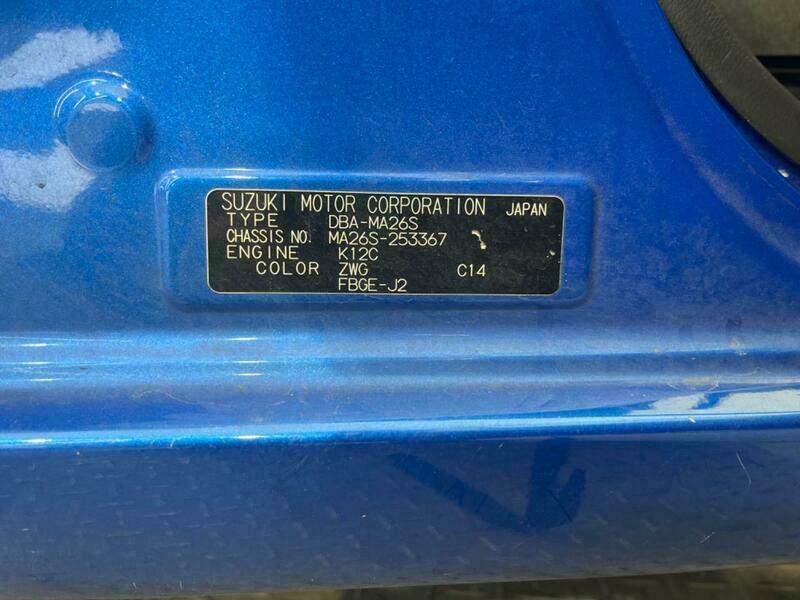 SUZUKI MOTOR CORPORATION JAPAN
TYPE DBA-MA26S
CHASSIS NO. MA26S-253367
ENGINE K12C
COLOR ZWG C14
FBGE-J2